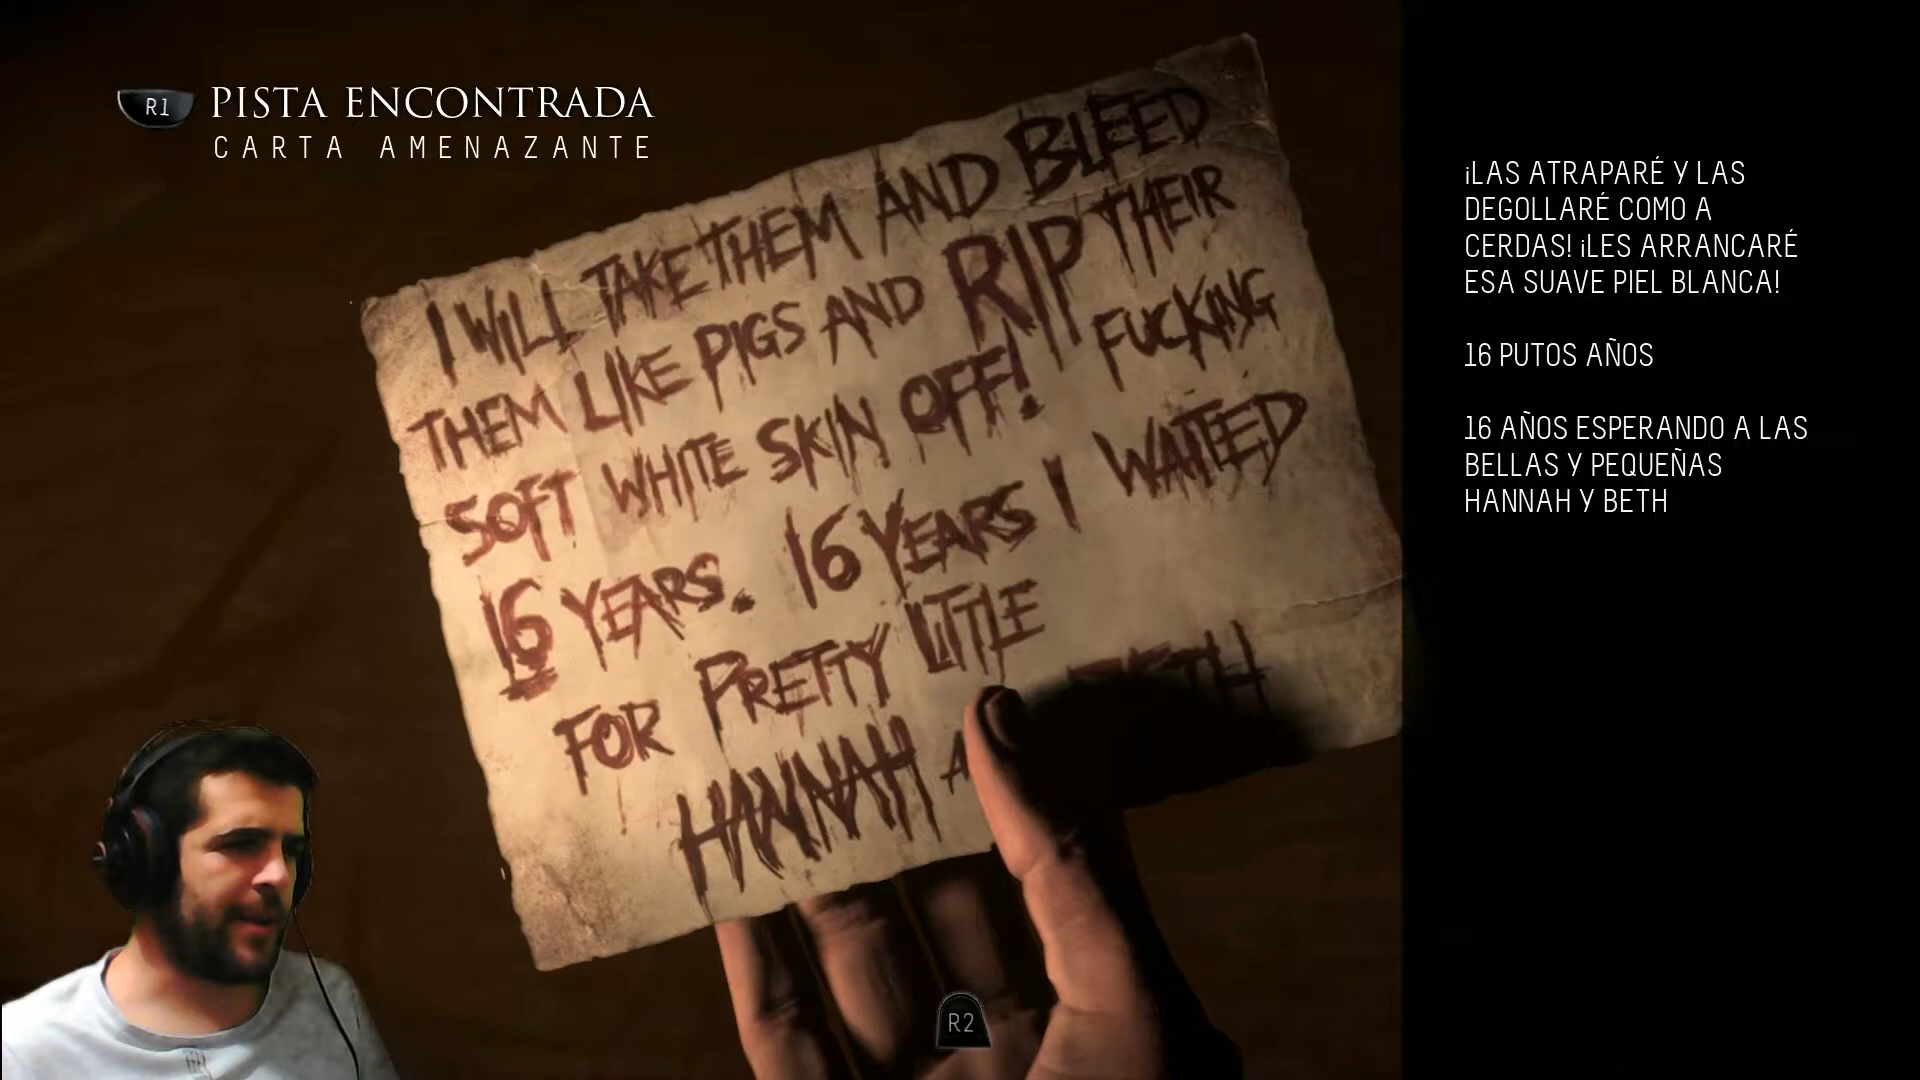 R1 PISTA ENCONTRADA
CARTA AMENAZANTE
I WILL TAKE THEM AND BLEED
THEM LIKE PIGS AND RIP THEIR
SOFT WHITE SKIN OFF! FUCKING
16 YEARS. 16 YEARS I WAITED
FOR PRETTY LITTLE
HANNAH
¡LAS ATRAPARÉ Y LAS
DEGOLLARÉ COMO A
CERDAS! ¡LES ARRANCARÉ
ESA SUAVE PIEL BLANCA!
16 PUTOS AÑOS
16 AÑOS ESPERANDO A LAS
BELLAS Y PEQUEÑAS
HANNAH Y BETH
R2